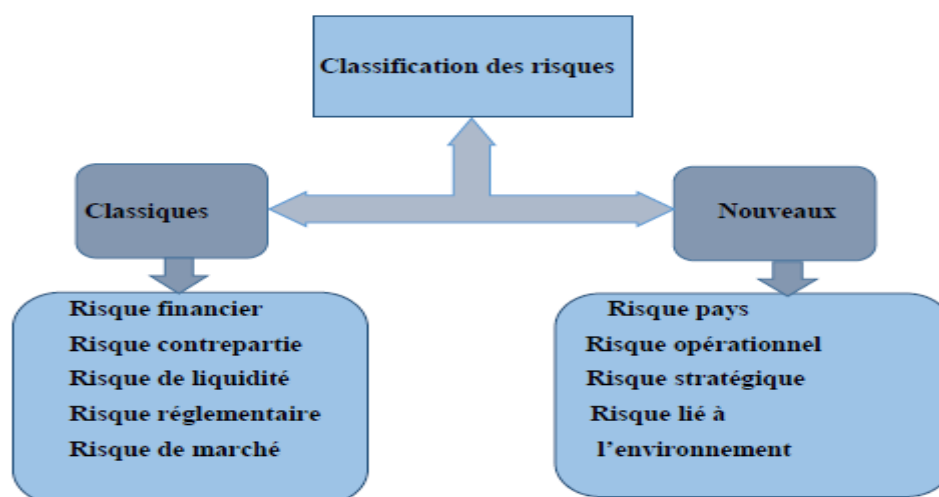 Classification des risques
Classiques
Nouveaux
Risque financier
Risque contrepartie
Risque de liquidité
Risque réglementaire
Risque de marché
Risque pays
Risque opérationnel
Risque stratégique
Risque lié à
l’environnement